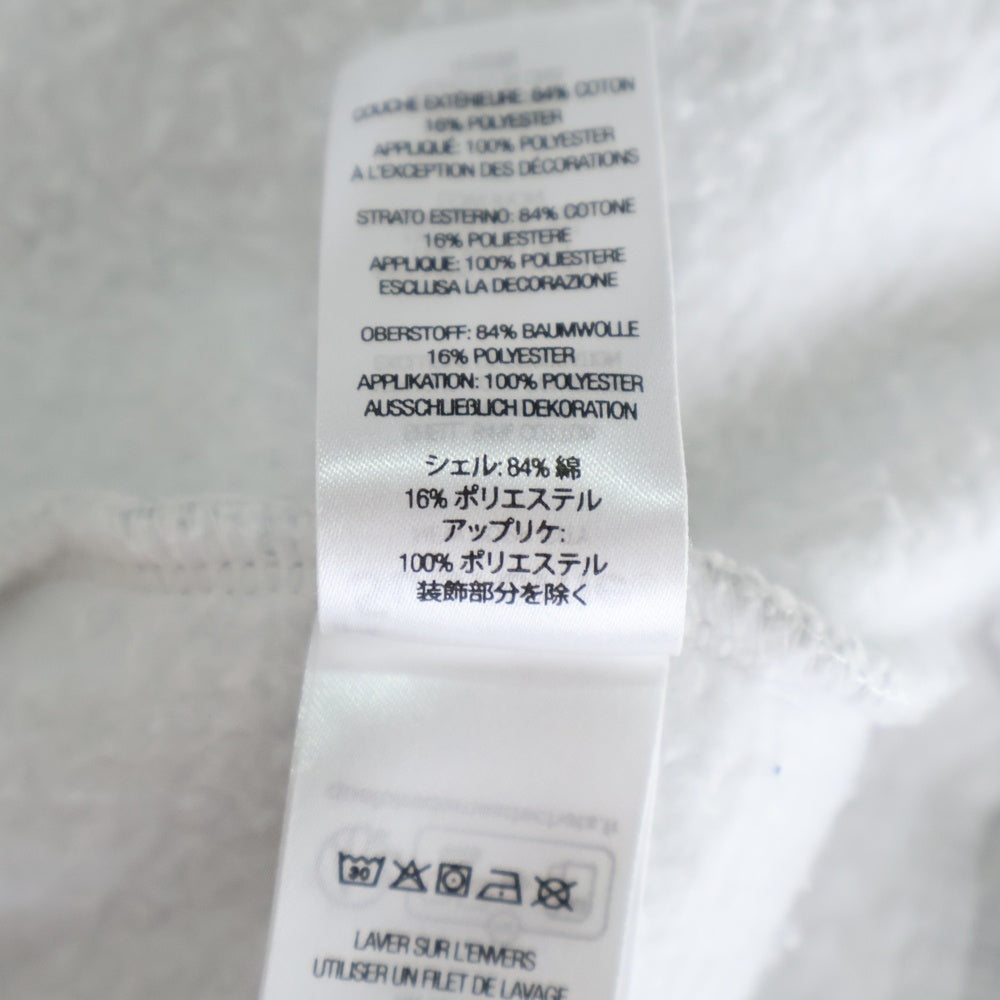 COUCHE EXTÉRIEURE: 84% COTON
16% POLYESTER
APPLIQUÉ: 100% POLYESTER
À L'EXCEPTION DES DÉCORATIONS
STRATO ESTERNO: 84% COTONE
16% POLIESTERE
APPLIQUE: 100% POLIESTERE
ESCLUSA LA DECORAZIONE
OBERSTOFF: 84% BAUMWOLLE
16% POLYESTER
APPLIKATION: 100% POLYESTER
AUSSCHLIEßLICH DEKORATION
シェル: 84% 綿
16% ポリエステル
アップリケ:
100% ポリエステル
装飾部分を除く
30
LAVER SUR L'ENVERS
UTILISER UN FILET DE LAVAGE